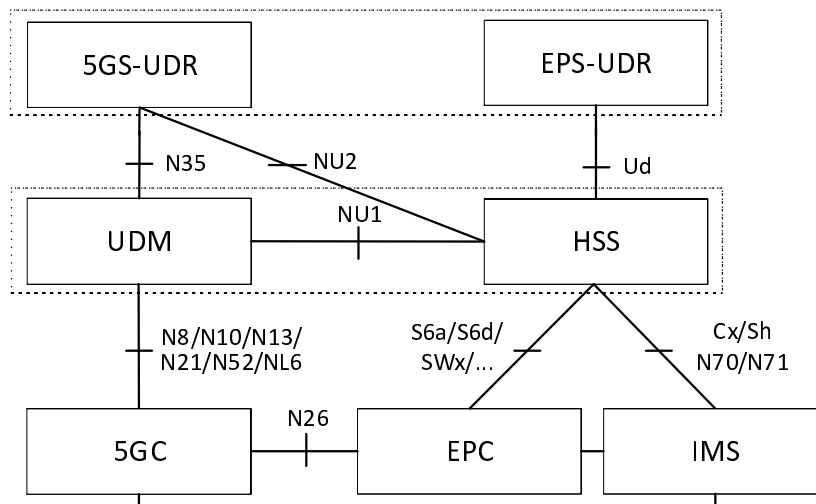 5GS-UDR
EPS-UDR
N35
NU2
Ud
NU1
UDM
HSS
N8/N10/N13/
N21/N52/NL6
S6a/S6d/
SWx/...
Cx/Sh
N70/N71
N26
5GC
EPC
IMS